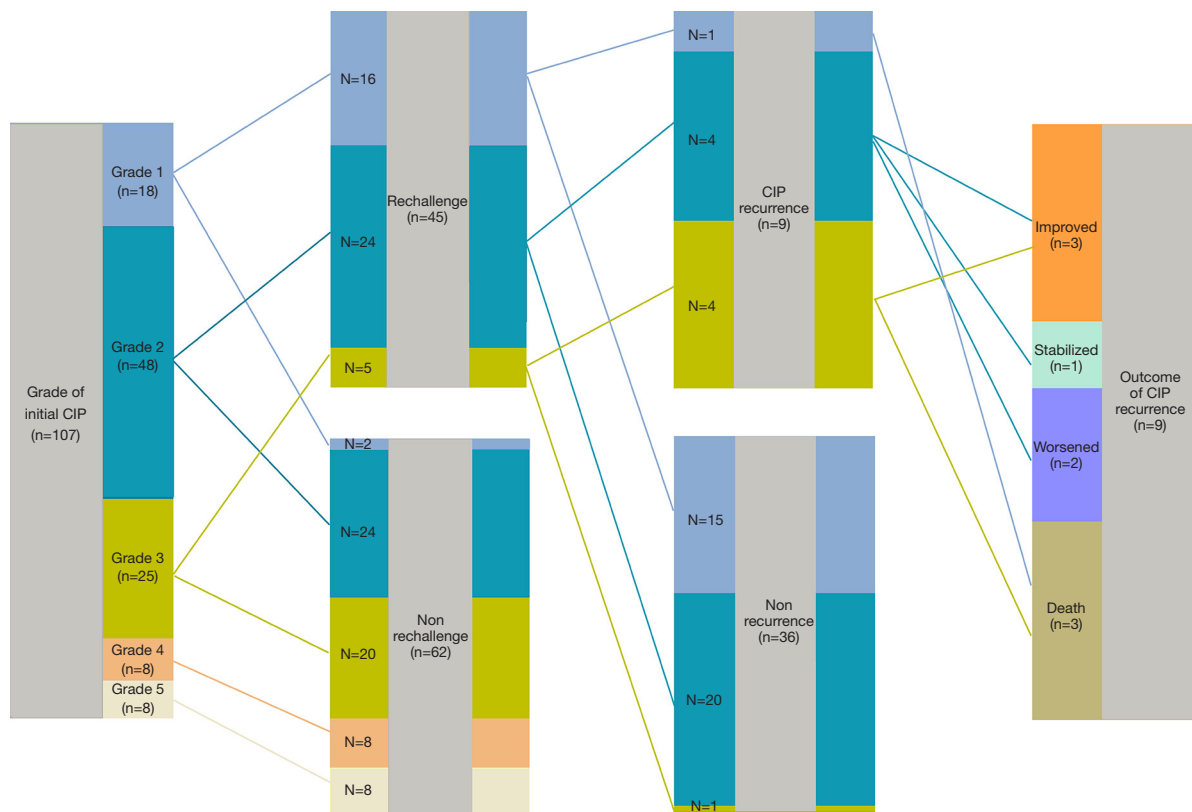 Grade of
initial CIP
(n=107)
Grade 1
(n=18)
Grade 2
(n=48)
Grade 3
(n=25)
Grade 4
(n=8)
Grade 5
(n=8)
N=16
N=24
N=5
Rechallenge
(n=45)
N=2
N=24
N=20
N=8
N=8
Non
rechallenge
(n=62)
N=1
N=4
N=4
CIP
recurrence
(n=9)
N=15
N=20
N=1
Non
recurrence
(n=36)
Improved
(n=3)
Stabilized
(n=1)
Worsened
(n=2)
Death
(n=3)
Outcome
of CIP
recurrence
(n=9)